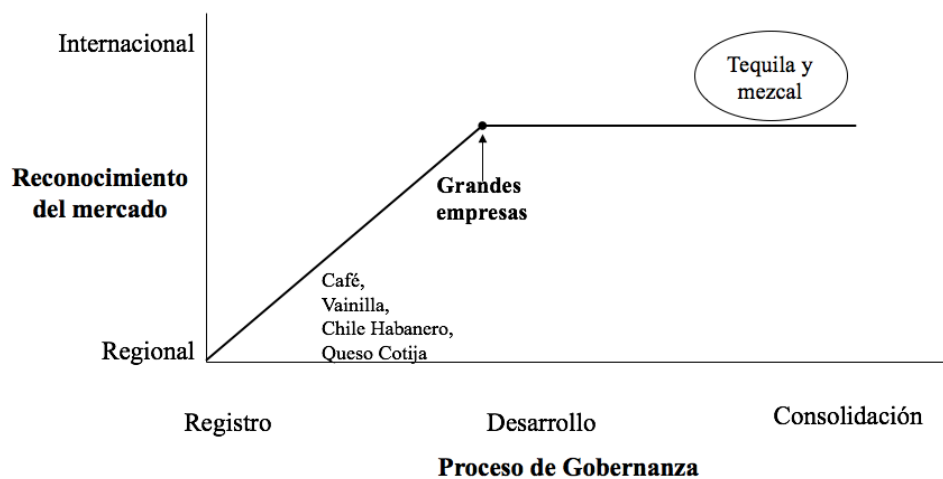 Internacional
Tequila y
mezcal
Reconocimiento
del mercado
Grandes
empresas
Café,
Vainilla,
Chile Habanero,
Queso Cotija
Regional
Registro
Desarrollo
Consolidación
Proceso de Gobernanza